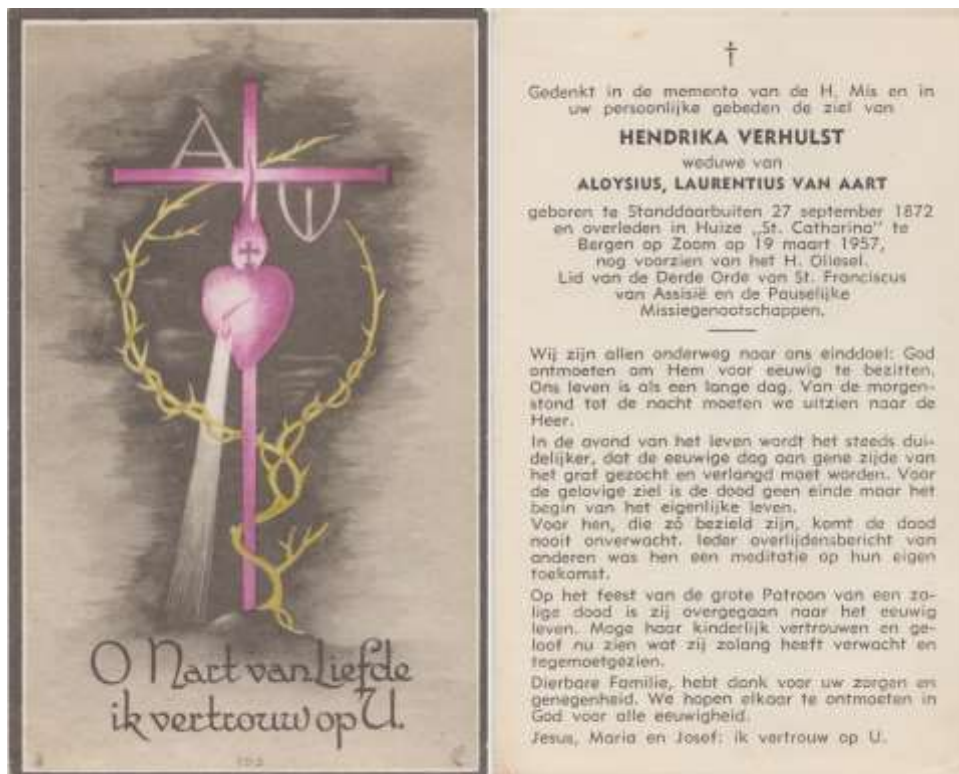 A
O Hart van Liefde
ik vertrouw op U.
†
Gedenkt in de memento van de H. Mis en in
uw persoonlijke gebeden de ziel van
HENDRIKA VERHULST
weduwe van
ALOYSIUS, LAURENTIUS VAN AART
geboren te Standdaarbuiten 27 september 1872
en overleden in Huize „St. Catharina" te
Bergen op Zoom op 19 maart 1957,
nog voorzien van het H. Oliesel.
Lid van de Derde Orde van St. Franciscus
van Assisië en de Pauselijke
Missiegenootschappen.
Wij zijn allen onderweg naar ons einddoel: God
ontmoeten om Hem voor eeuwig te bezitten.
Ons leven is als een lange dag. Van de morgen-
stond tot de nacht moeten we uitzien naar de
Heer.
In de avond van het leven wordt het steeds dui-
delijker, dat de eeuwige dag aan gene zijde van
het graf gezocht en verlangd moet worden. Voor
de gelovige ziel is de dood geen einde maar het
begin van het eigenlijke leven.
Voor hen, die zó bezield zijn, komt de dood
nooit onverwacht. Ieder overlijdensbericht van
anderen was hen een meditatie op hun eigen
toekomst.
Op het feest van de grote Patroon van een za-
lige dood is zij overgegaan naar het eeuwig
leven. Moge haar kinderlijk vertrouwen en ge-
loof nu zien wat zij zolang heeft verwacht en
tegemoetgezien.
Dierbare Familie, hebt dank voor uw zorgen en
genegenheid. We hopen elkaar te ontmoeten in
God voor alle eeuwigheid.
Jesus, Maria en Josef: ik vertrouw op U.